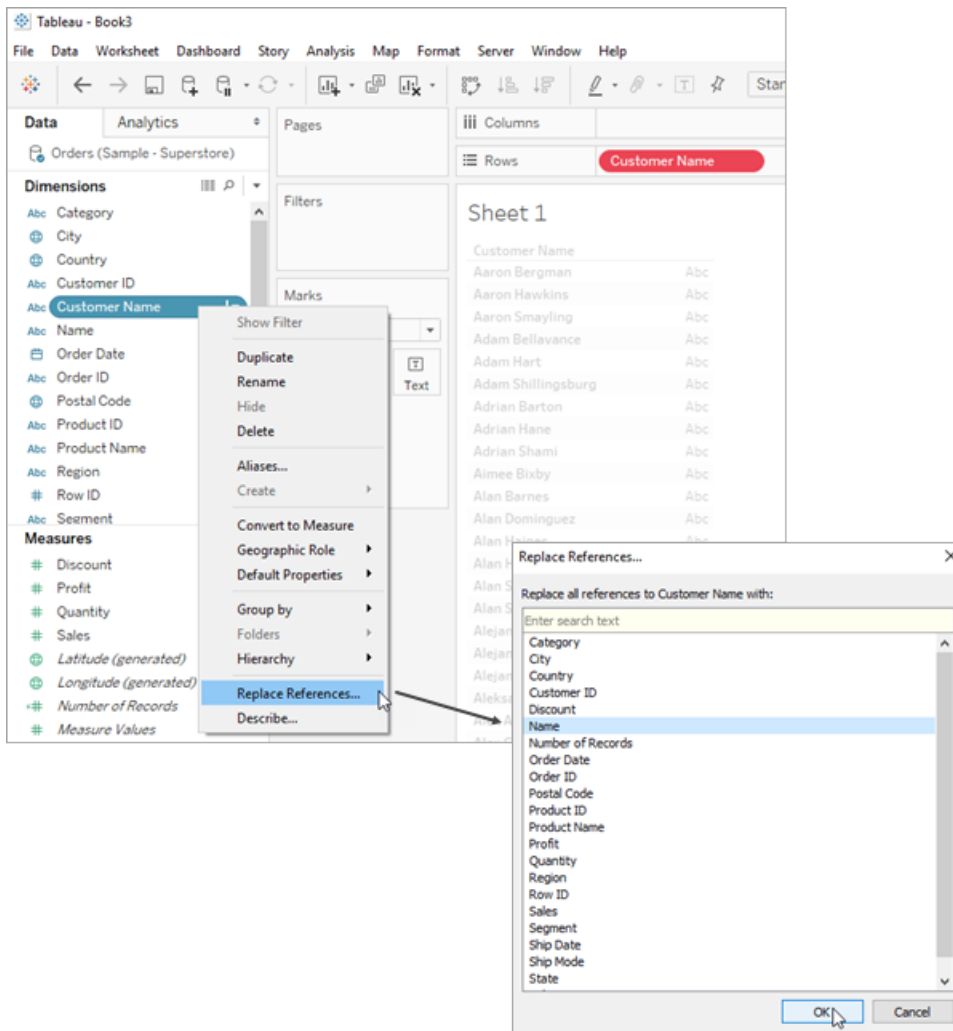 Tableau - Book3
File Data Worksheet Dashboard Story Analysis Map Format Server Window Help
Data Analytics
Orders (Sample - Superstore)
Dimensions
Abc Category
City
Country
Abc Customer ID
Abc Customer Name
Abc Name
Order Date
Abc Order ID
Postal Code
Abc Product ID
Abc Product Name
Abc Region
# Row ID
Abc Segment
Measures
# Discount
# Profit
# Quantity
# Sales
Latitude (generated)
Longitude (generated)
# Number of Records
# Measure Values
Pages
Filters
Marks
Text
Show Filter
Duplicate
Rename
Hide
Delete
Aliases...
Create
Convert to Measure
Geographic Role
Default Properties
Group by
Folders
Hierarchy
Replace References...
Describe...
Columns
Rows Customer Name
Sheet 1
Customer Name
Aaron Bergman Abc
Aaron Hawkins Abc
Aaron Smayling Abc
Adam Bellavance Abc
Adam Hart Abc
Adam Shillingsburg Abc
Adrian Barton Abc
Adrian Hane Abc
Adrian Shami Abc
Aimee Bixby Abc
Alan Barnes Abc
Alan Dominguez Abc
Alan Haines Abc
Alan
Alan
Alan
Replace References...
Replace all references to Customer Name with:
Enter search text
Category
City
Country
Customer ID
Discount
Name
Number of Records
Order Date
Order ID
Postal Code
Product ID
Product Name
Profit
Quantity
Region
Row ID
Sales
Segment
Ship Date
Ship Mode
State
OK Cancel